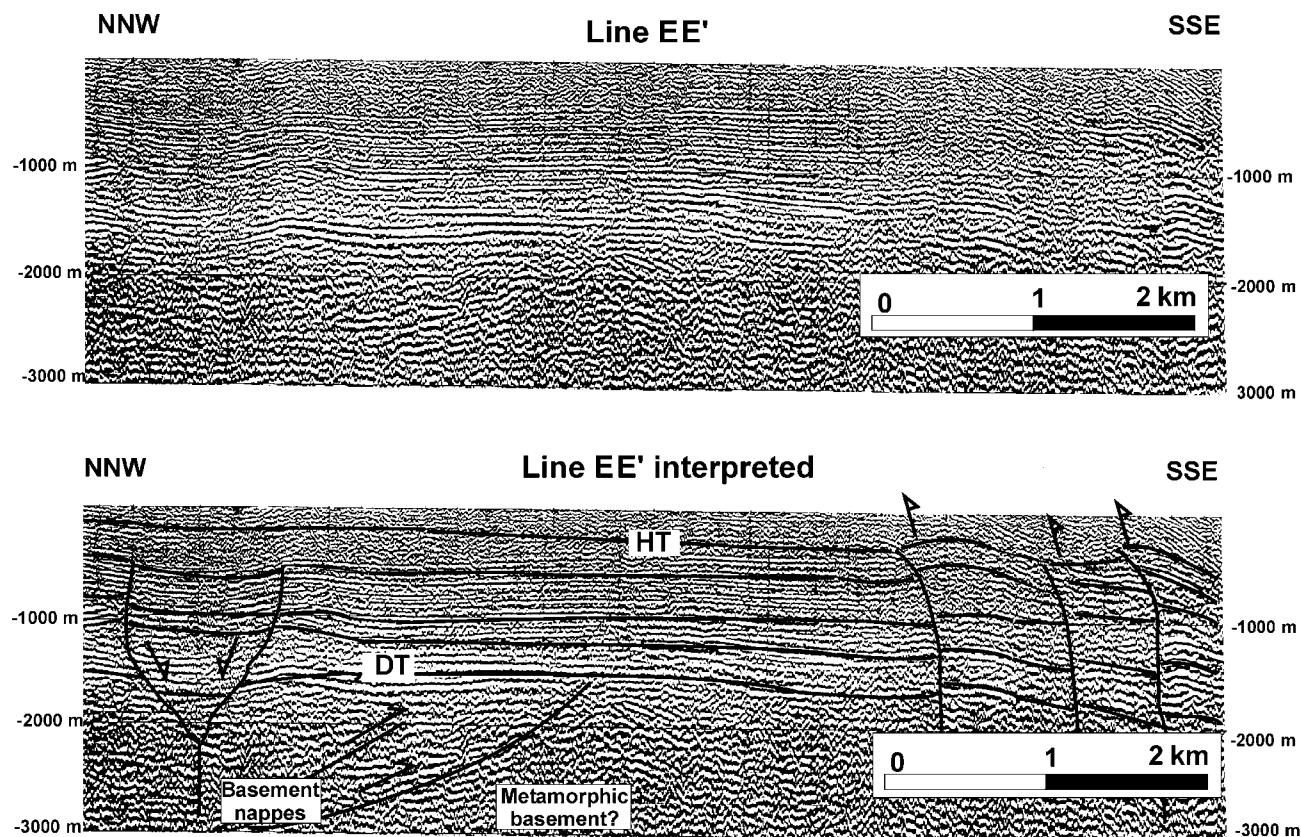 NNW
Line EE'
SSE
-1000 m
-1000 m
-2000 m
-2000 m
0 1 2 km
-3000 m
3000 m
NNW
Line EE' interpreted
SSE
HT
-1000 m
-1000 m
DT
-2000 m
-2000 m
0 1 2 km
Basement
nappes
Metamorphic
basement?
-3000 m
-3000 m